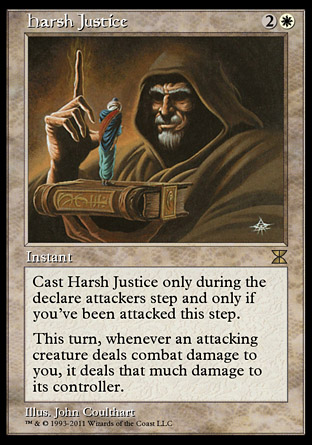 Harsh Justice 2
Instant
Cast Harsh Justice only during the
declare attackers step and only if
you've been attacked this step.
This turn, whenever an attacking
creature deals combat damage to
you, it deals that much damage to
its controller.
Illus. John Coulthart
™ & © 1993-2011 Wizards of the Coast LLC